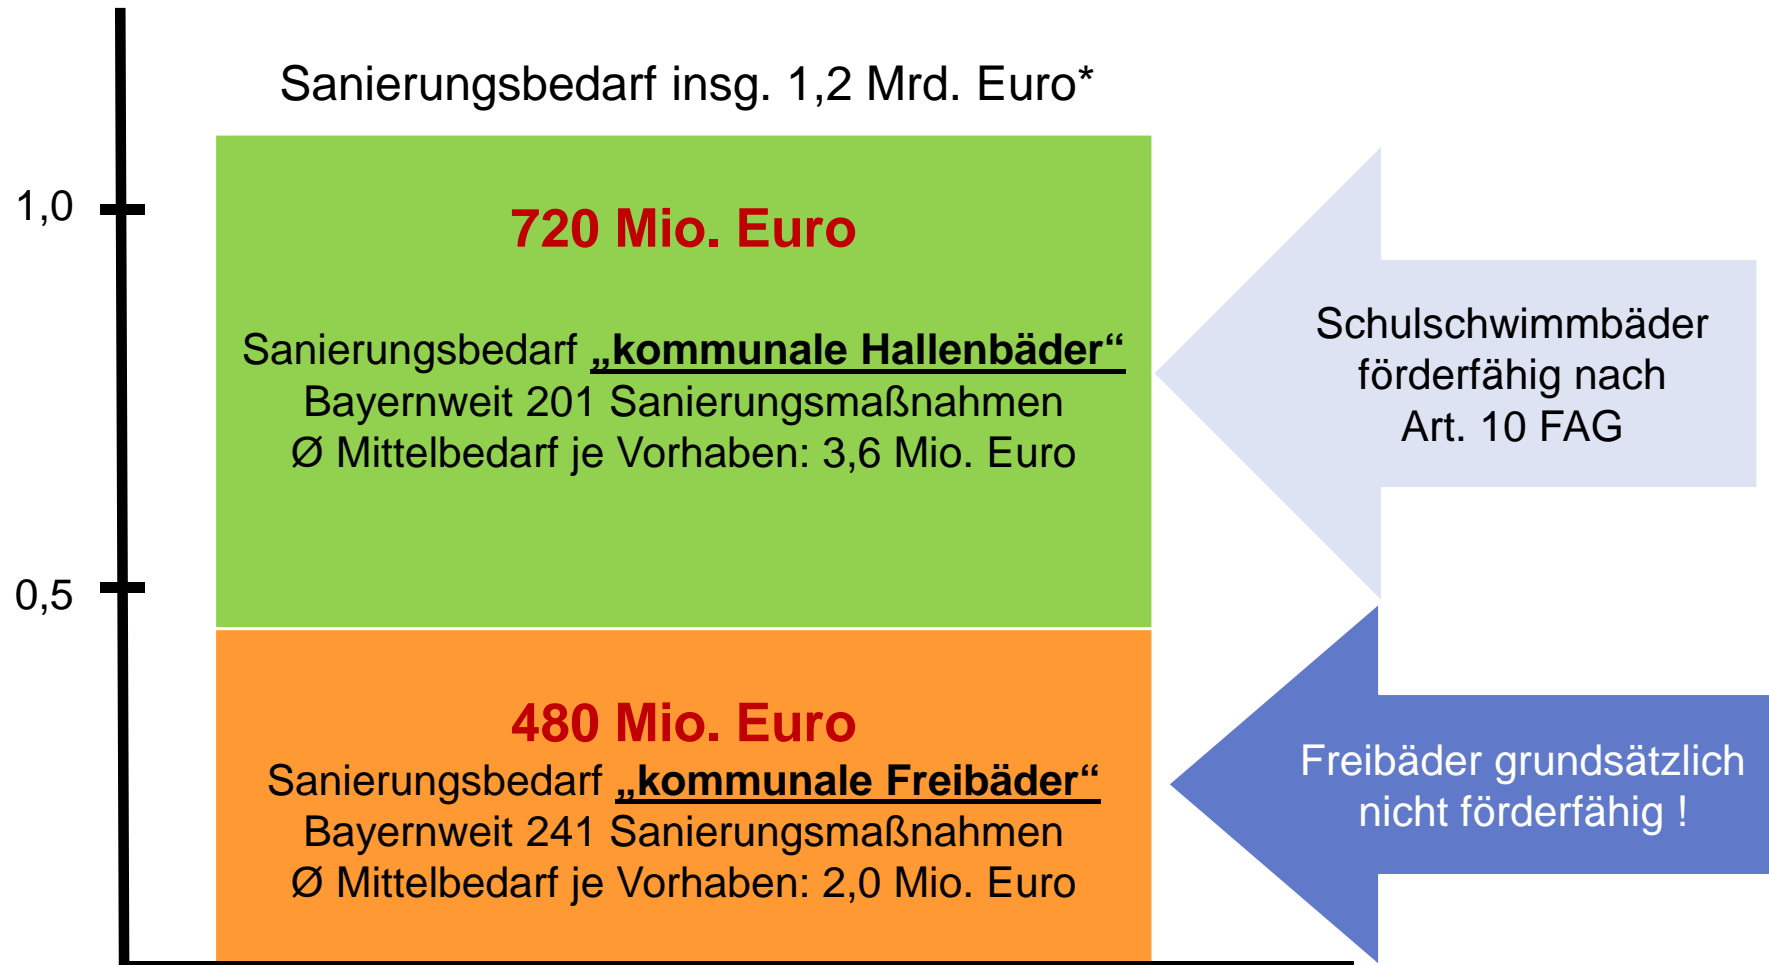 Sanierungsbedarf insg. 1,2 Mrd. Euro*
1,0
0,5
720 Mio. Euro
Sanierungsbedarf „kommunale Hallenbäder“
Bayernweit 201 Sanierungsmaßnahmen
Ø Mittelbedarf je Vorhaben: 3,6 Mio. Euro
480 Mio. Euro
Sanierungsbedarf „kommunale Freibäder“
Bayernweit 241 Sanierungsmaßnahmen
Ø Mittelbedarf je Vorhaben: 2,0 Mio. Euro
Schulschwimmbäder
förderfähig nach
Art. 10 FAG
Freibäder grundsätzlich
nicht förderfähig !